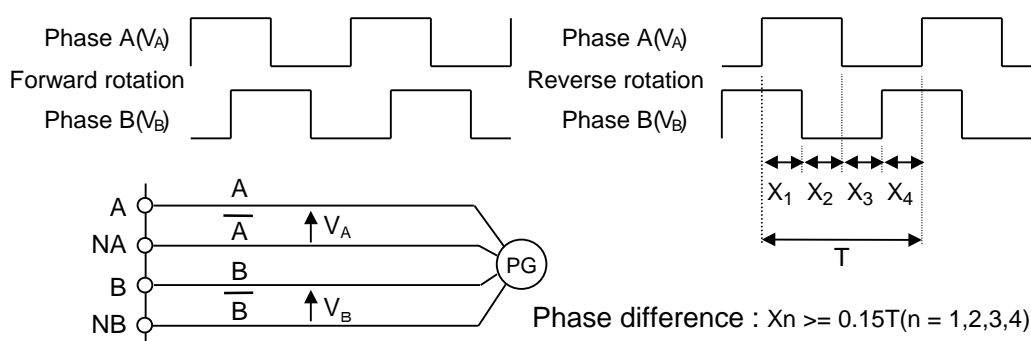 Phase A(VA)
Forward rotation
Phase B(VB)
Phase A(VA)
Reverse rotation
Phase B(VB)
X1 X2 X3 X4
T
A
NA
B
NB
A
A
B
B
VA
VB
PG
Phase difference : Xn >= 0.15T(n = 1,2,3,4)